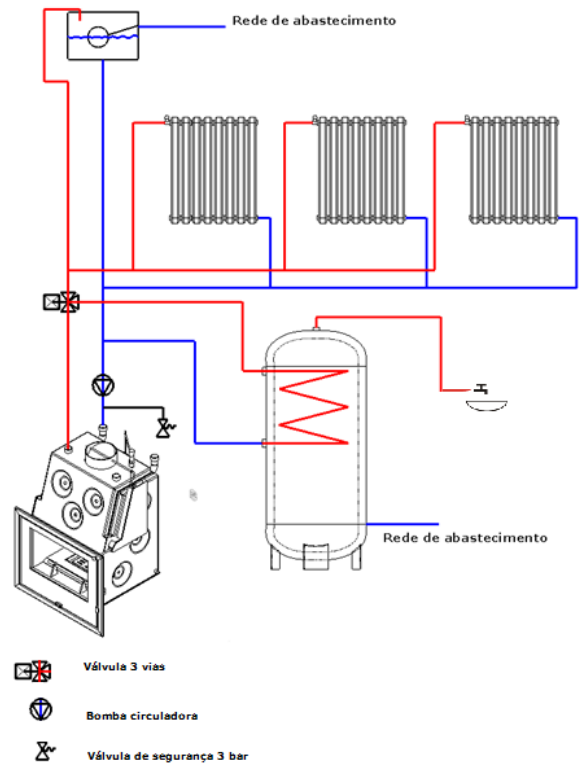 Rede de abastecimento
Rede de abastecimento
Válvula 3 vias
Bomba circuladora
Válvula de segurança 3 bar